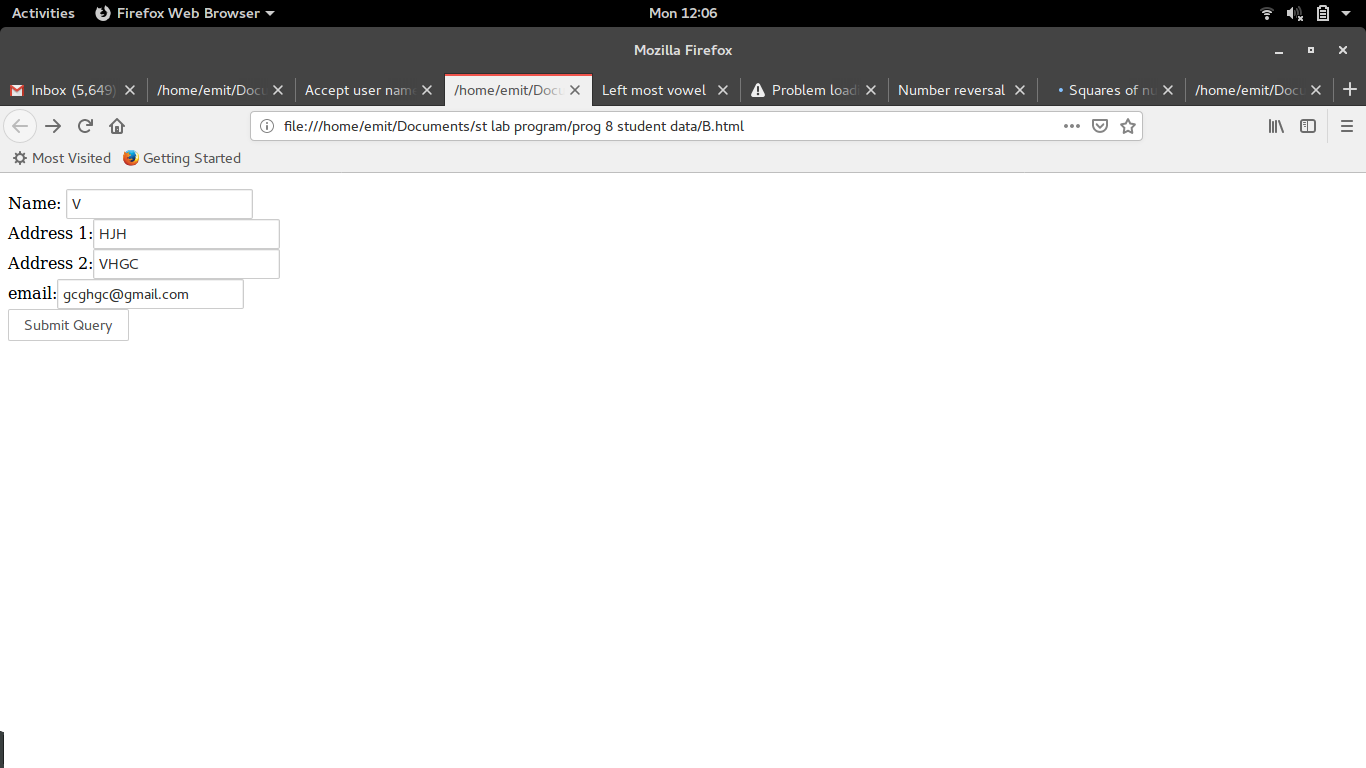 Activities Firefox Web Browser Mon 12:06
Mozilla Firefox
Inbox (5,649) /home/emit/Docu Accept user name /home/emit/Docu Left most vowel Problem loadi Number reversal Squares of nu /home/emit/Docu
file:///home/emit/Documents/st lab program/prog 8 student data/B.html
Most Visited Getting Started
Name: V
Address 1: HJH
Address 2: VHGC
email: gcghgc@gmail.com
Submit Query